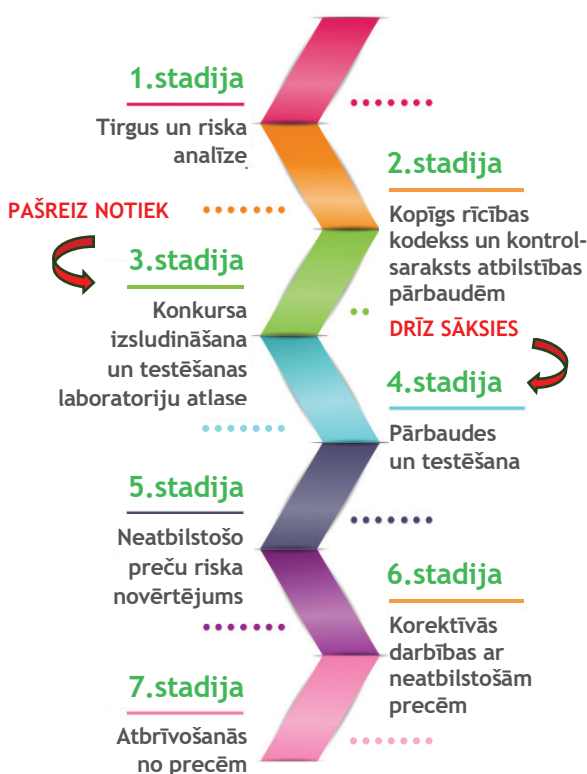 1.stadija
Tirgus un riska
analīze
2.stadija
Kopīgs rīcības
kodekss un kontrol-
saraksts atbilstības
pārbaudēm
PAŠREIZ NOTIEK
3.stadija
Konkursa
izsludināšana
un testēšanas
laboratoriju atlase
DRĪZ SĀKSIES
4.stadija
Pārbaudes
un testēšana
5.stadija
Neatbilstošo
preču riska
novērtējums
6.stadija
Korektīvās
darbības ar
neatbilstošām
precēm
7.stadija
Atbrīvošanās
no precēm